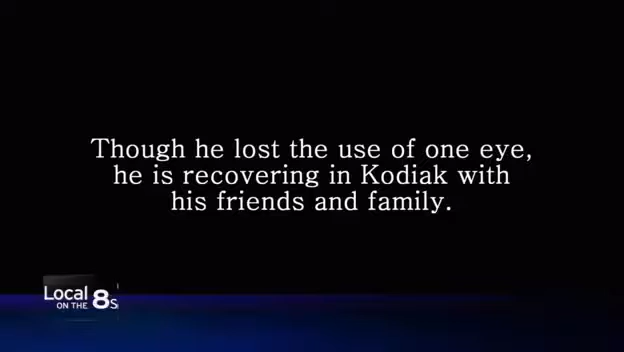 Though he lost the use of one eye,
he is recovering in Kodiak with
his friends and family.
Local
ON THE 8s